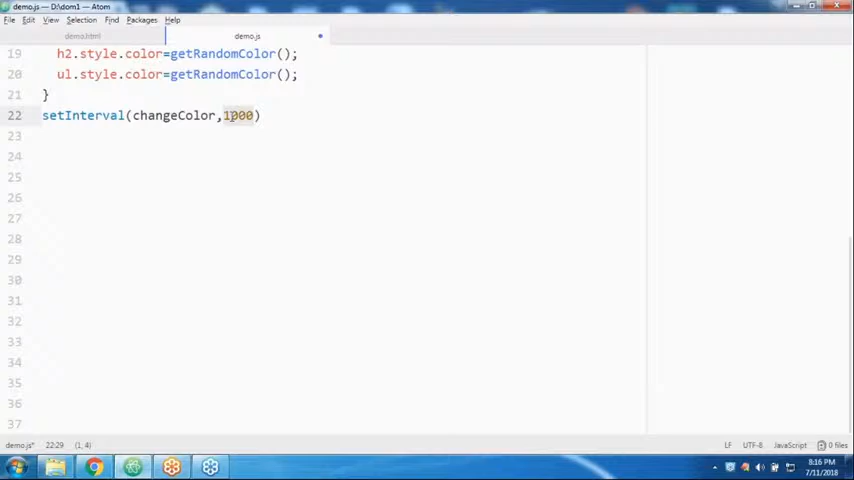 demo.js — D:\dom1 — Atom
File Edit View Selection Find Packages Help
demo.html demo.js
19 h2.style.color=getRandomColor();
20 ul.style.color=getRandomColor();
21 }
22 setInterval(changeColor,1000)
23
24
25
26
27
28
29
30
31
32
33
34
35
36
37
demo.js* 22:29 (1, 4) LF UTF-8 JavaScript 0 files
8:16 PM
7/11/2018